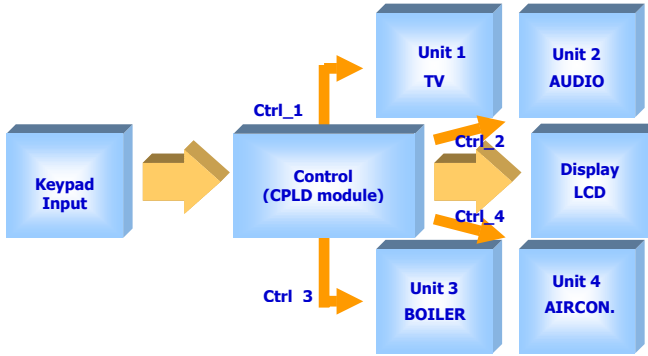 Unit 1
TV
Unit 2
AUDIO
Ctrl_1
Ctrl_2
Keypad
Input
Control
(CPLD module)
Display
LCD
Ctrl_4
Ctrl 3
Unit 3
BOILER
Unit 4
AIRCON.